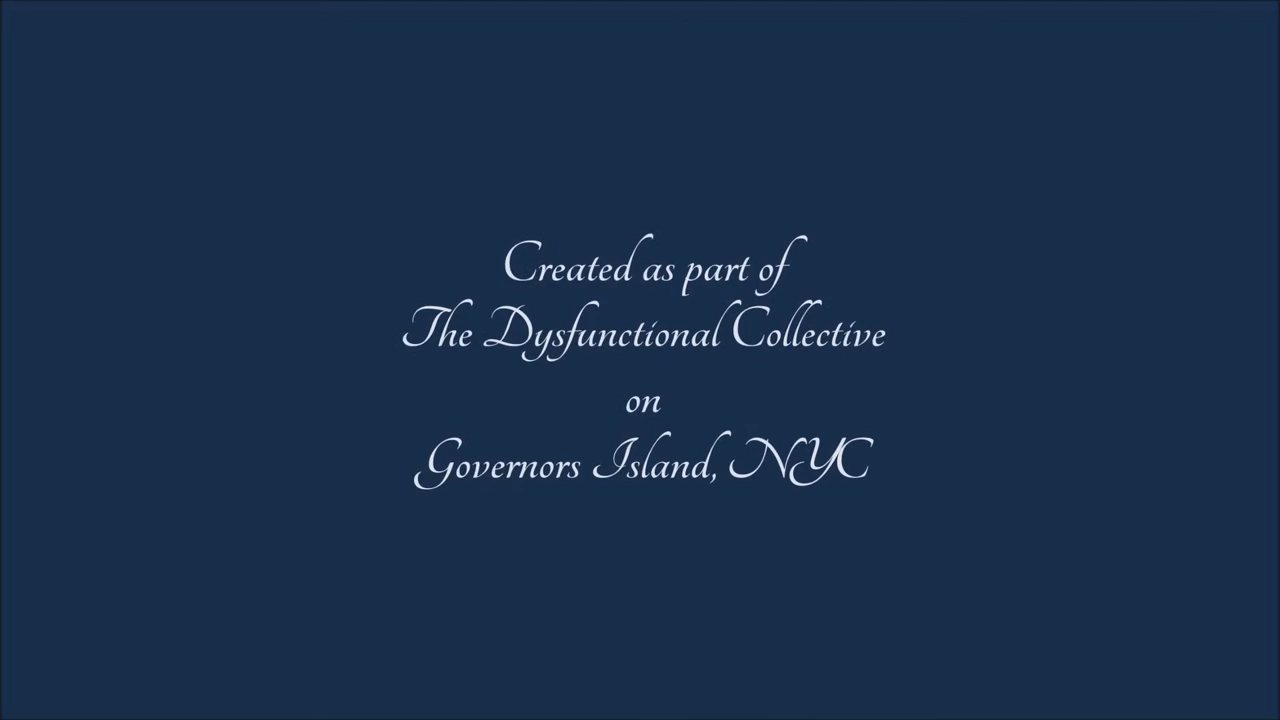 Created as part of
The Dysfunctional Collective
on
Governors Island, NYC